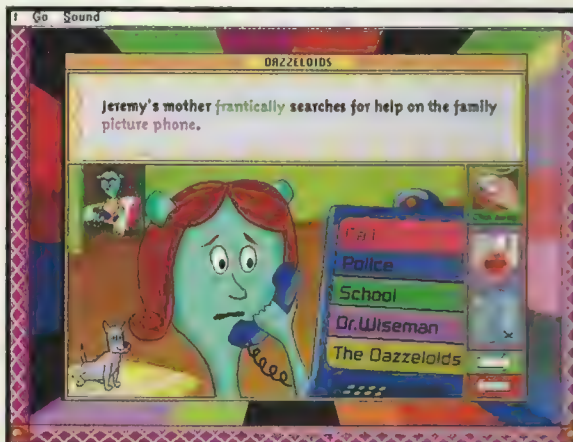 Go Sound
DAZZELOIDS
Jeremy's mother frantically searches for help on the family
picture phone.
Call
Police
School
Dr.Wiseman
The Dazzeloids